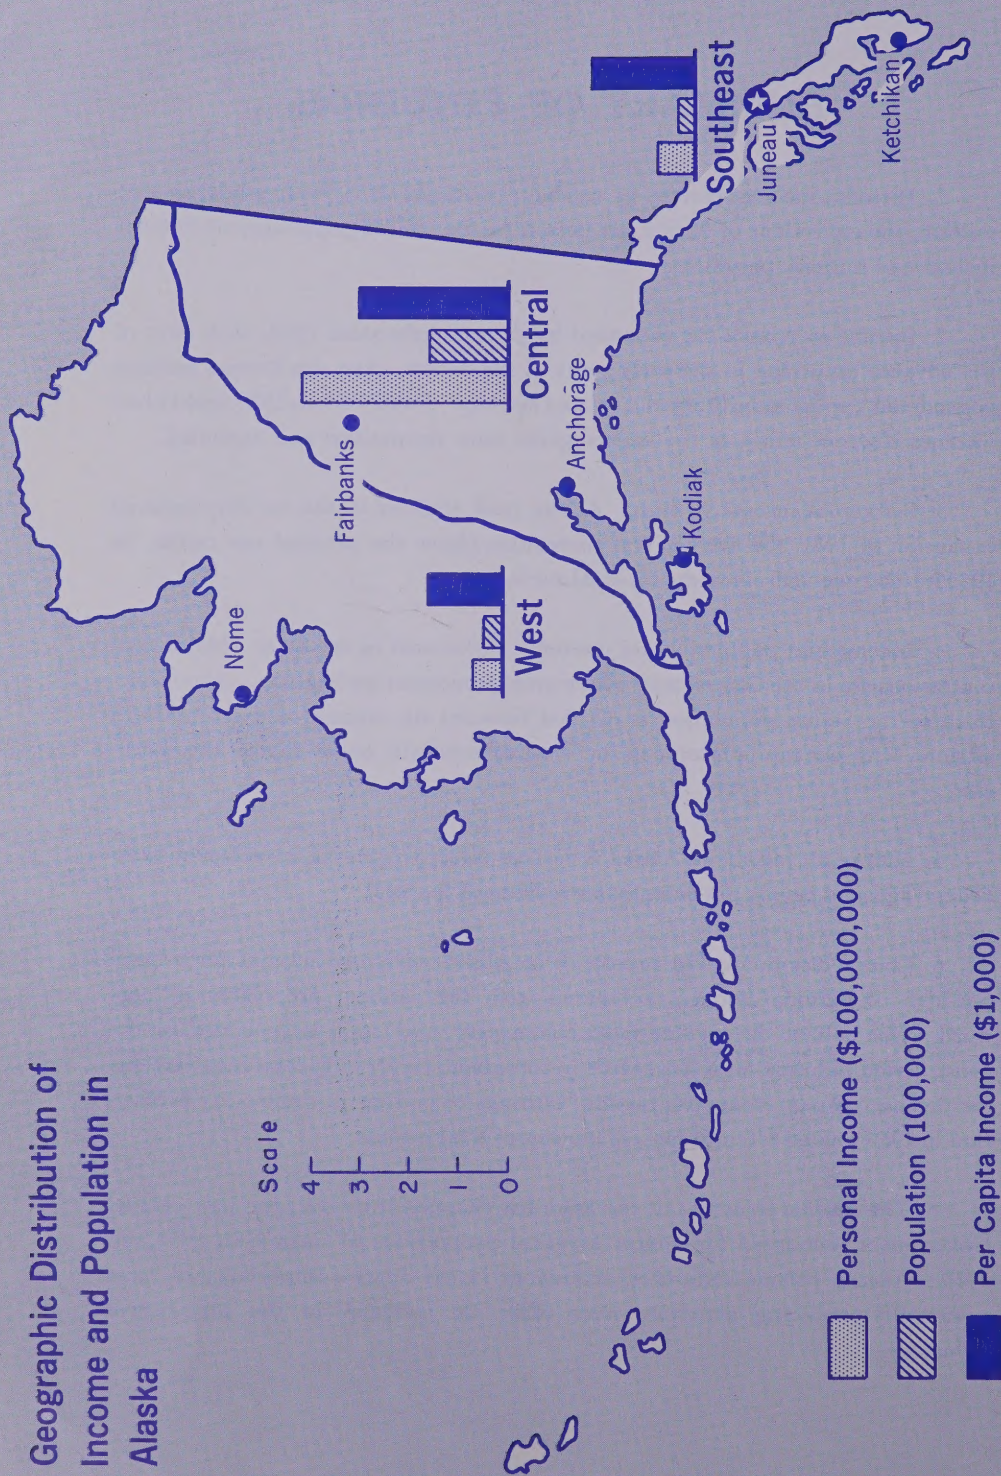 Geographic Distribution of
Income and Population in
Alaska
Scale
4
3
2
1
0
Nome
Fairbanks
West
Central
Anchorage
Kodiak
Southeast
Juneau
Ketchikan
Personal Income ($100,000,000)
Population (100,000)
Per Capita Income ($1,000)